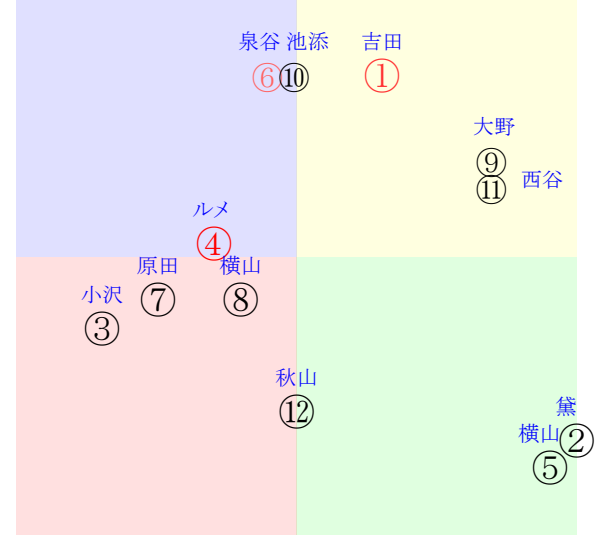 泉谷 池添 吉田
⑥⑩ ①
大野
⑨
⑪ 西谷
ルメ
④
原田 横山
小沢 ⑦ ⑧
③
秋山
⑫ 黛
横山 ②
⑤